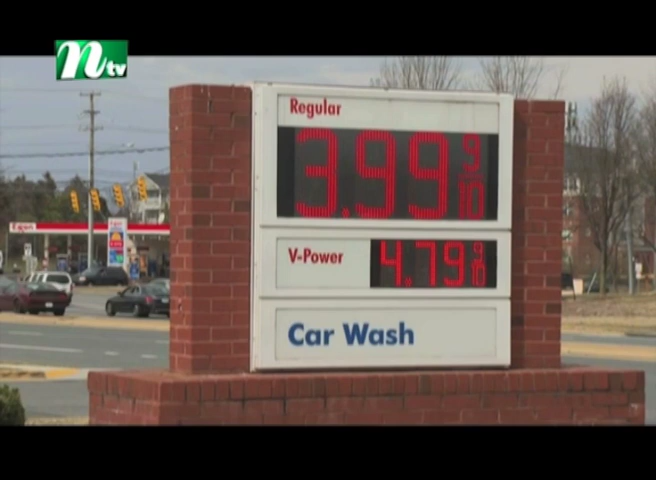 ntv
Regular
3.99 9/10
V-Power
4.79 9/10
Car Wash
Exxon